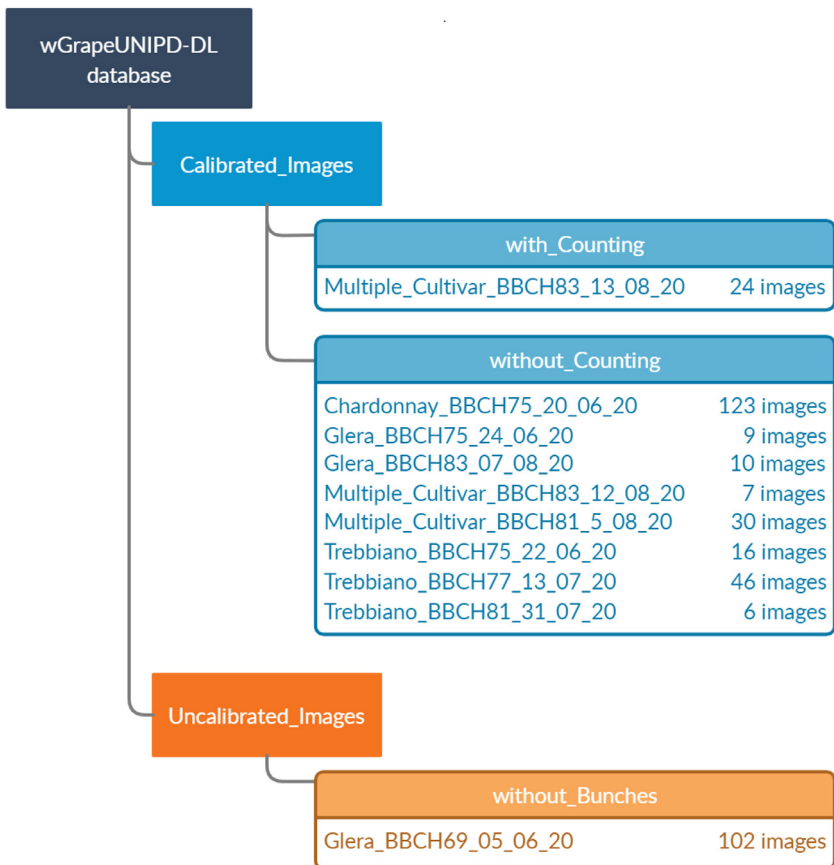 wGrapeUNIPD-DL
database
Calibrated_Images
with_Counting
Multiple_Cultivar_BBCH83_13_08_20 24 images
without_Counting
Chardonnay_BBCH75_20_06_20 123 images
Glera_BBCH75_24_06_20 9 images
Glera_BBCH83_07_08_20 10 images
Multiple_Cultivar_BBCH83_12_08_20 7 images
Multiple_Cultivar_BBCH81_5_08_20 30 images
Trebbiano_BBCH75_22_06_20 16 images
Trebbiano_BBCH77_13_07_20 46 images
Trebbiano_BBCH81_31_07_20 6 images
Uncalibrated_Images
without_Bunches
Glera_BBCH69_05_06_20 102 images